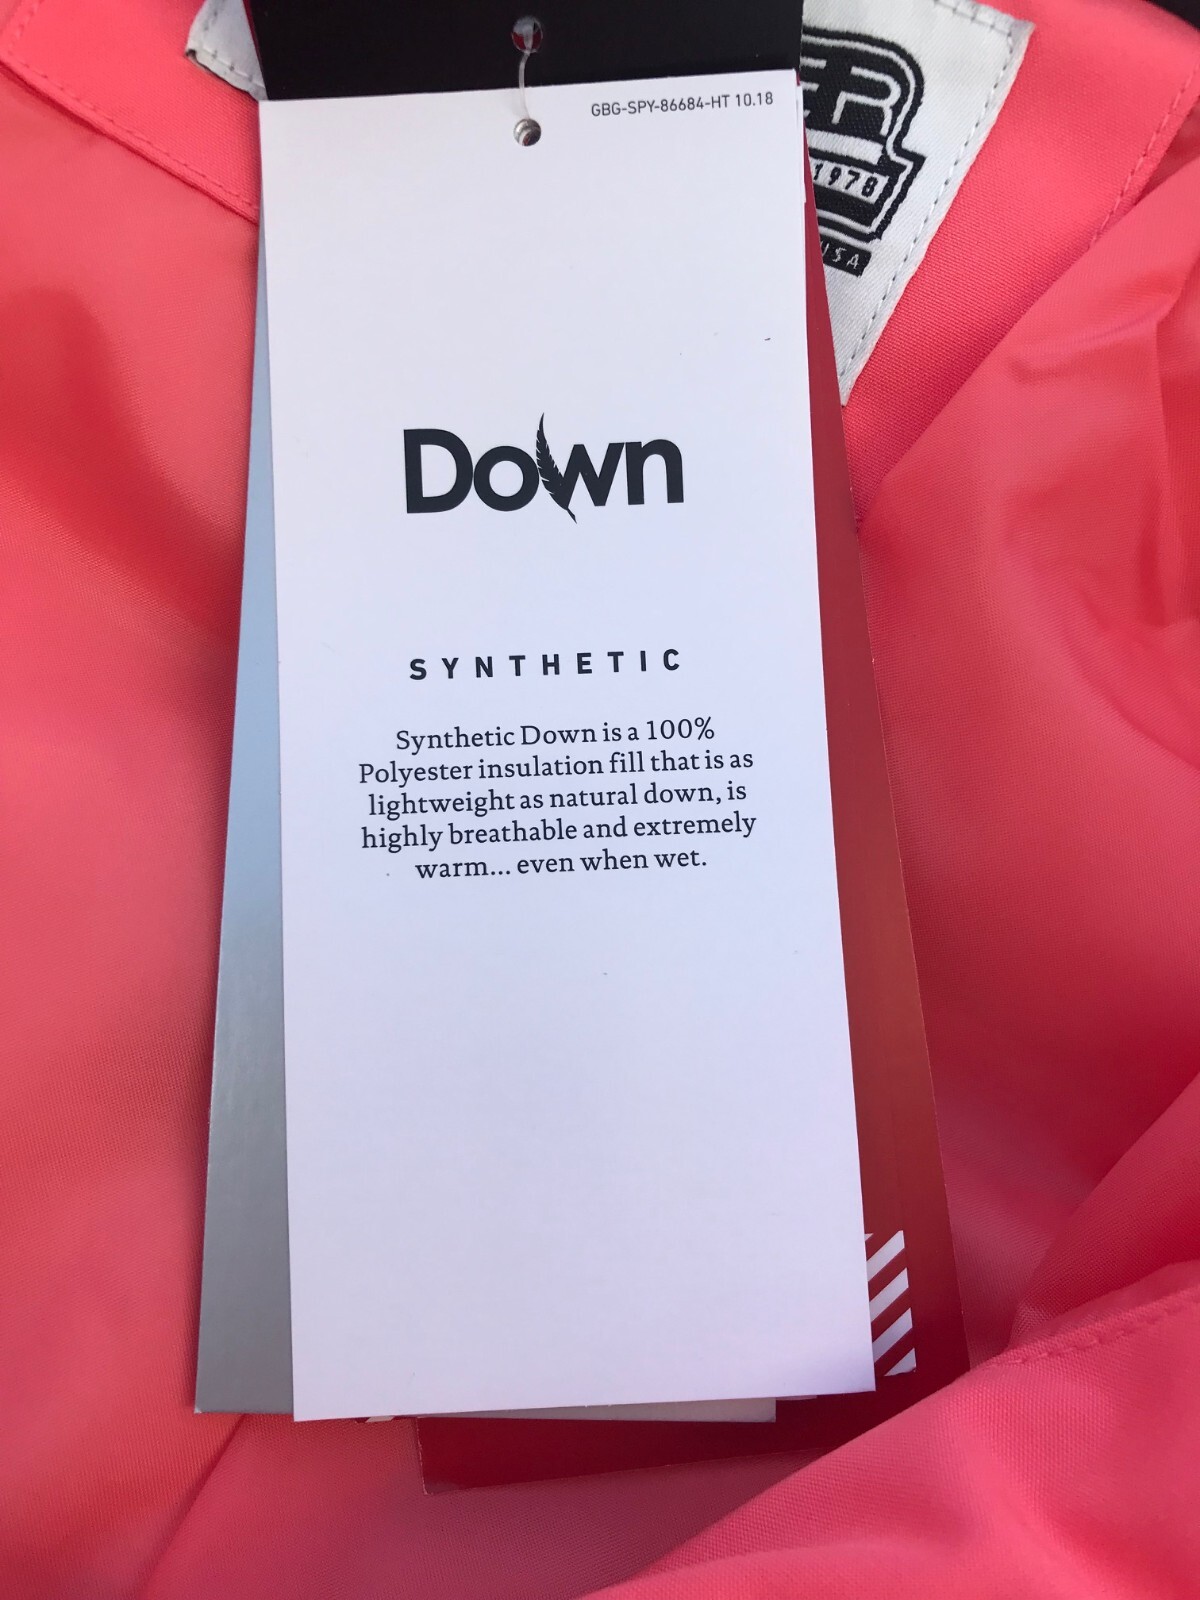 GBG-SPY-86684-HT 10.18
1978
USA
Down
SYNTHETIC
Synthetic Down is a 100%
Polyester insulation fill that is as
lightweight as natural down, is
highly breathable and extremely
warm... even when wet.